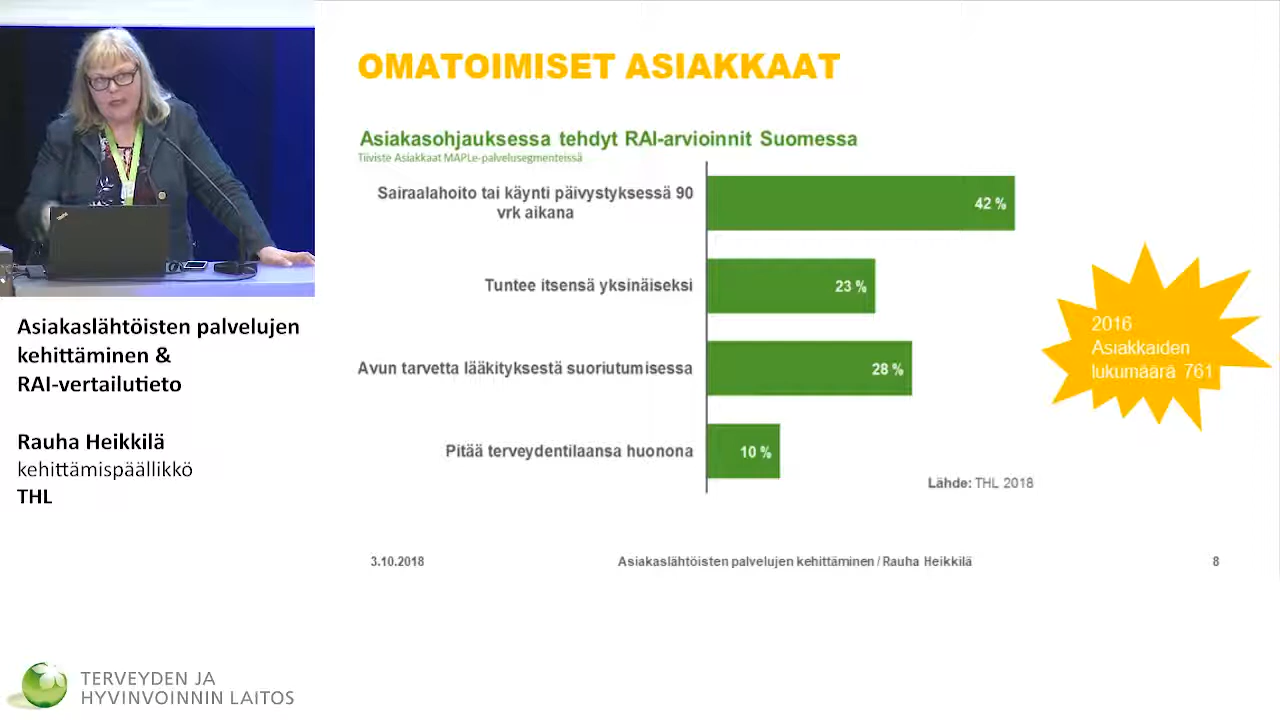 OMATOIMISET ASIAKKAAT
Asiakasohjauksessa tehdyt RAI-arvioinnit Suomessa
Tiiviste Asiakkaat MAPLe-palvelusegmenteissä
Sairaalahoito tai käynti päivystyksessä 90
vrk aikana
42 %
Tuntee itsensä yksinäiseksi
23 %
Avun tarvetta lääkityksestä suoriutumisessa
28 %
Pitää terveydentilaansa huonona
10 %
2016
Asiakkaiden
lukumäärä 761
Lähde: THL 2018
3.10.2018
Asiakaslähtöisten palvelujen kehittäminen / Rauha Heikkilä
8
Asiakaslähtöisten palvelujen
kehittäminen &
RAI-vertailutieto
Rauha Heikkilä
kehittämispäällikkö
THL
TERVEYDEN JA
HYVINVOINNIN LAITOS